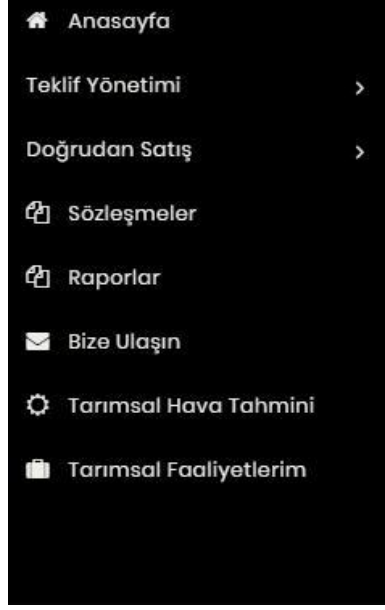 Anasayfa
Teklif Yönetimi
Doğrudan Satış
Sözleşmeler
Raporlar
Bize Ulaşın
Tarımsal Hava Tahmini
Tarımsal Faaliyetlerim